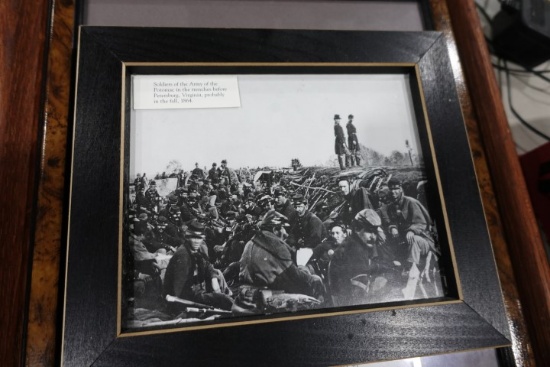 Soldiers of the Army of the
Potomac in the trenches before
Petersburg, Virginia, probably
in the fall, 1864